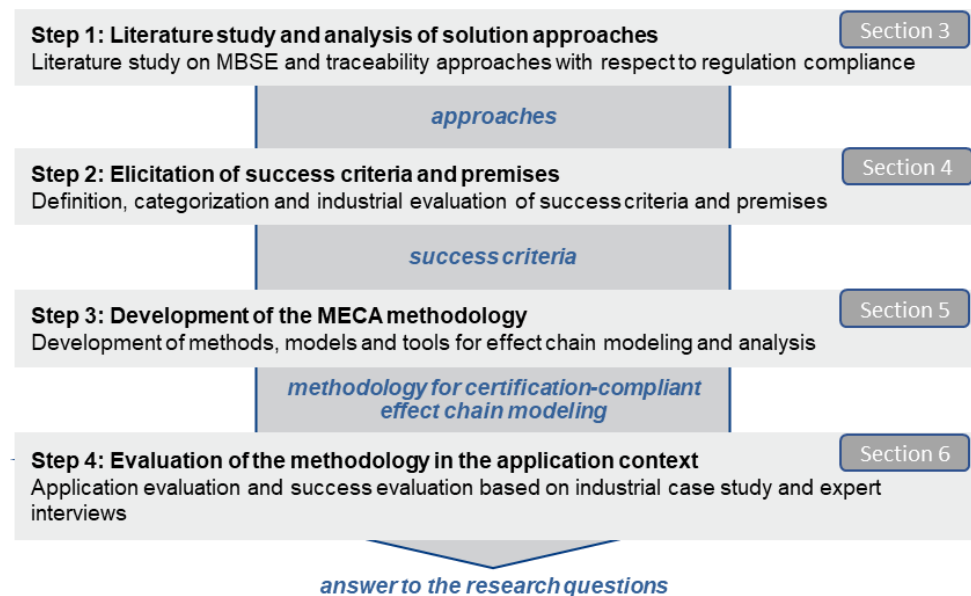 Step 1: Literature study and analysis of solution approaches
Section 3
Literature study on MBSE and traceability approaches with respect to regulation compliance
approaches
Step 2: Elicitation of success criteria and premises
Section 4
Definition, categorization and industrial evaluation of success criteria and premises
success criteria
Step 3: Development of the MECA methodology
Section 5
Development of methods, models and tools for effect chain modeling and analysis
methodology for certification-compliant
effect chain modeling
Step 4: Evaluation of the methodology in the application context
Section 6
Application evaluation and success evaluation based on industrial case study and expert
interviews
answer to the research questions